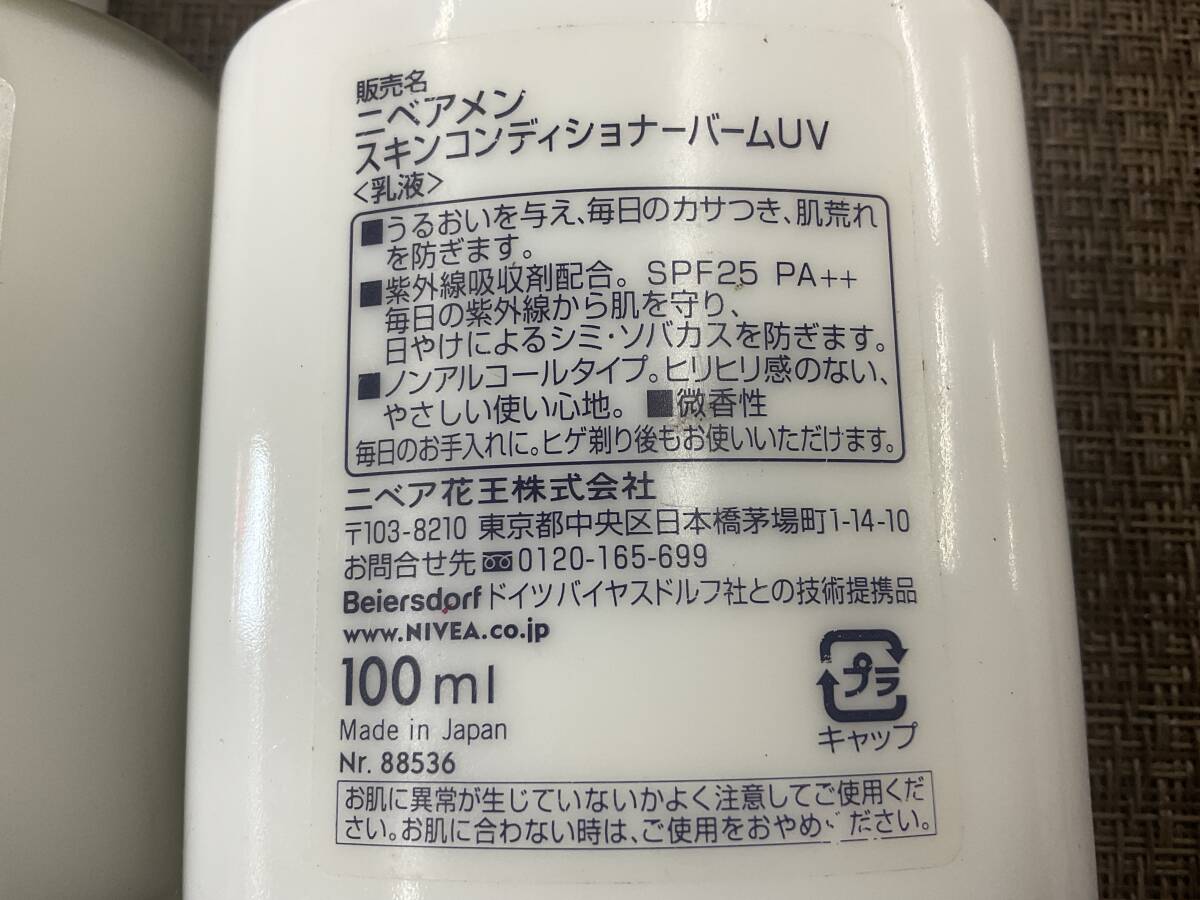 販売名
ニベアメン
スキンコンディショナーバームUV
<乳液>
■うるおいを与え、毎日のカサつき、肌荒れ
を防ぎます。
■紫外線吸収剤配合。 SPF25 PA++
毎日の紫外線から肌を守り、
日やけによるシミ・ソバカスを防ぎます。
■ノンアルコールタイプ。ヒリヒリ感のない、
やさしい使い心地。 ■微香性
毎日のお手入れに。ヒゲ剃り後もお使いいただけます。
ニベア花王株式会社
〒103-8210 東京都中央区日本橋茅場町1-14-10
お問合せ先 0120-165-699
Beiersdorf ドイツバイヤスドルフ社との技術提携品
www.NIVEA.co.jp
100ml
Made in Japan
Nr. 88536
プラ
キャップ
お肌に異常が生じていないかよく注意してご使用くだ
さい。お肌に合わない時は、ご使用をおやめください。